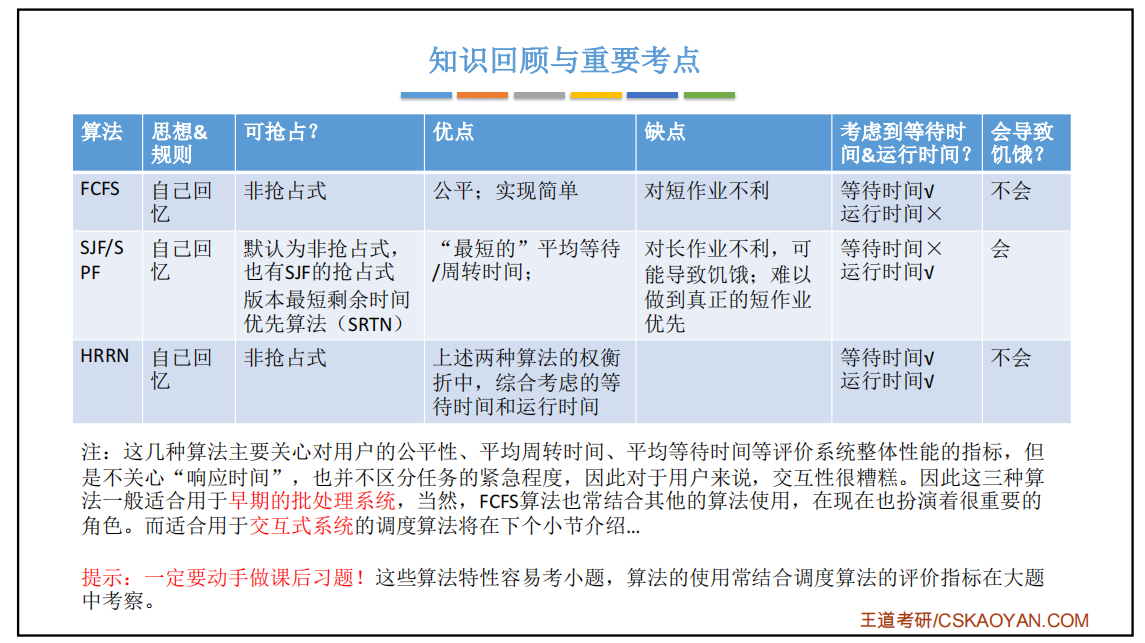 知识回顾与重要考点
算法 思想& 可抢占？ 优点 缺点 考虑到等待时 会导致
规则 间&运行时间？ 饥饿？
FCFS 自己回 非抢占式 公平；实现简单 对短作业不利 等待时间√ 不会
忆 运行时间×
SJF/S 自己回 默认为非抢占式， “最短的”平均等待 对长作业不利，可 等待时间× 会
PF 忆 也有SJF的抢占式 /周转时间； 能导致饥饿；难以 运行时间√
版本最短剩余时间 做到真正的短作业
优先算法（SRTN） 优先
HRRN 自己回 非抢占式 上述两种算法的权衡 等待时间√ 不会
忆 折中，综合考虑的等 运行时间√
待时间和运行时间
注：这几种算法主要关心对用户的公平性、平均周转时间、平均等待时间等评价系统整体性能的指标，但
是不关心“响应时间”，也并不区分任务的紧急程度，因此对于用户来说，交互性很糟糕。因此这三种算
法一般适合用于早期的批处理系统，当然，FCFS算法也常结合其他的算法使用，在现在也扮演着很重要的
角色。而适合用于交互式系统的调度算法将在下个小节介绍...
提示：一定要动手做课后习题！这些算法特性容易考小题，算法的使用常结合调度算法的评价指标在大题
中考察。
王道考研/CSKAOYAN.COM